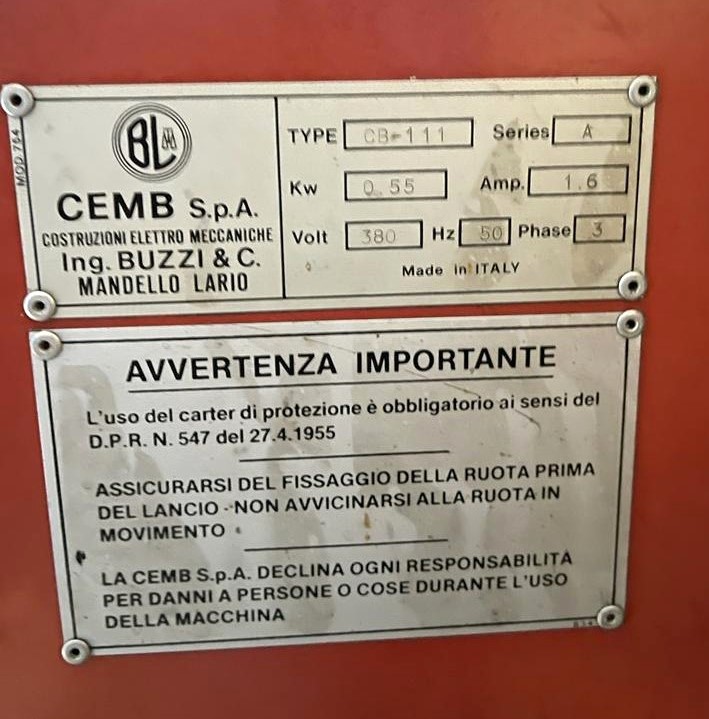 MOD.764
BL
CEMB S.p.A.
COSTRUZIONI ELETTRO MECCANICHE
Ing. BUZZI & C.
MANDELLO LARIO
TYPE CB-111 Series A
Kw 0.55 Amp. 1.6
Volt 380 Hz 50 Phase 3
Made in ITALY
AVVERTENZA IMPORTANTE
L'uso del carter di protezione è obbligatorio ai sensi del
D.P.R. N. 547 del 27.4.1955
ASSICURARSI DEL FISSAGGIO DELLA RUOTA PRIMA
DEL LANCIO - NON AVVICINARSI ALLA RUOTA IN
MOVIMENTO
LA CEMB S.p.A. DECLINA OGNI RESPONSABILITÀ
PER DANNI A PERSONE O COSE DURANTE L'USO
DELLA MACCHINA